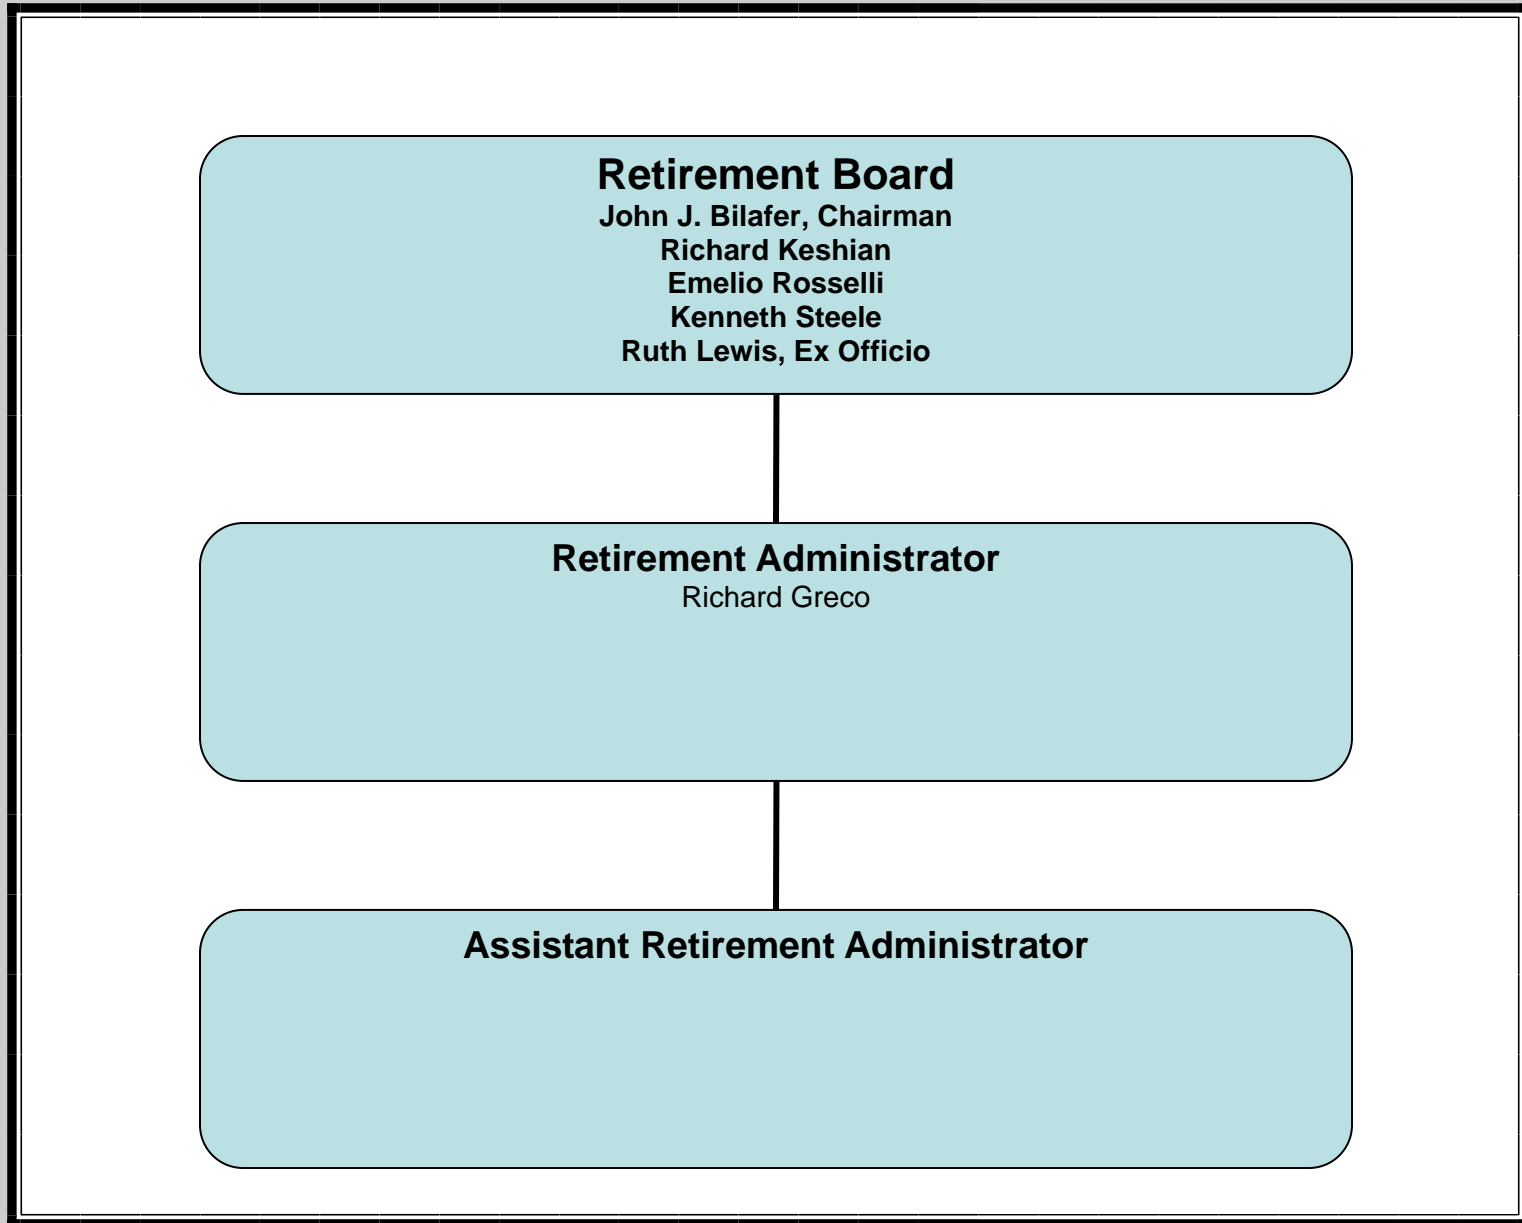 Retirement Board
John J. Bilafer, Chairman
Richard Keshian
Emelio Rosselli
Kenneth Steele
Ruth Lewis, Ex Officio
Retirement Administrator
Richard Greco
Assistant Retirement Administrator